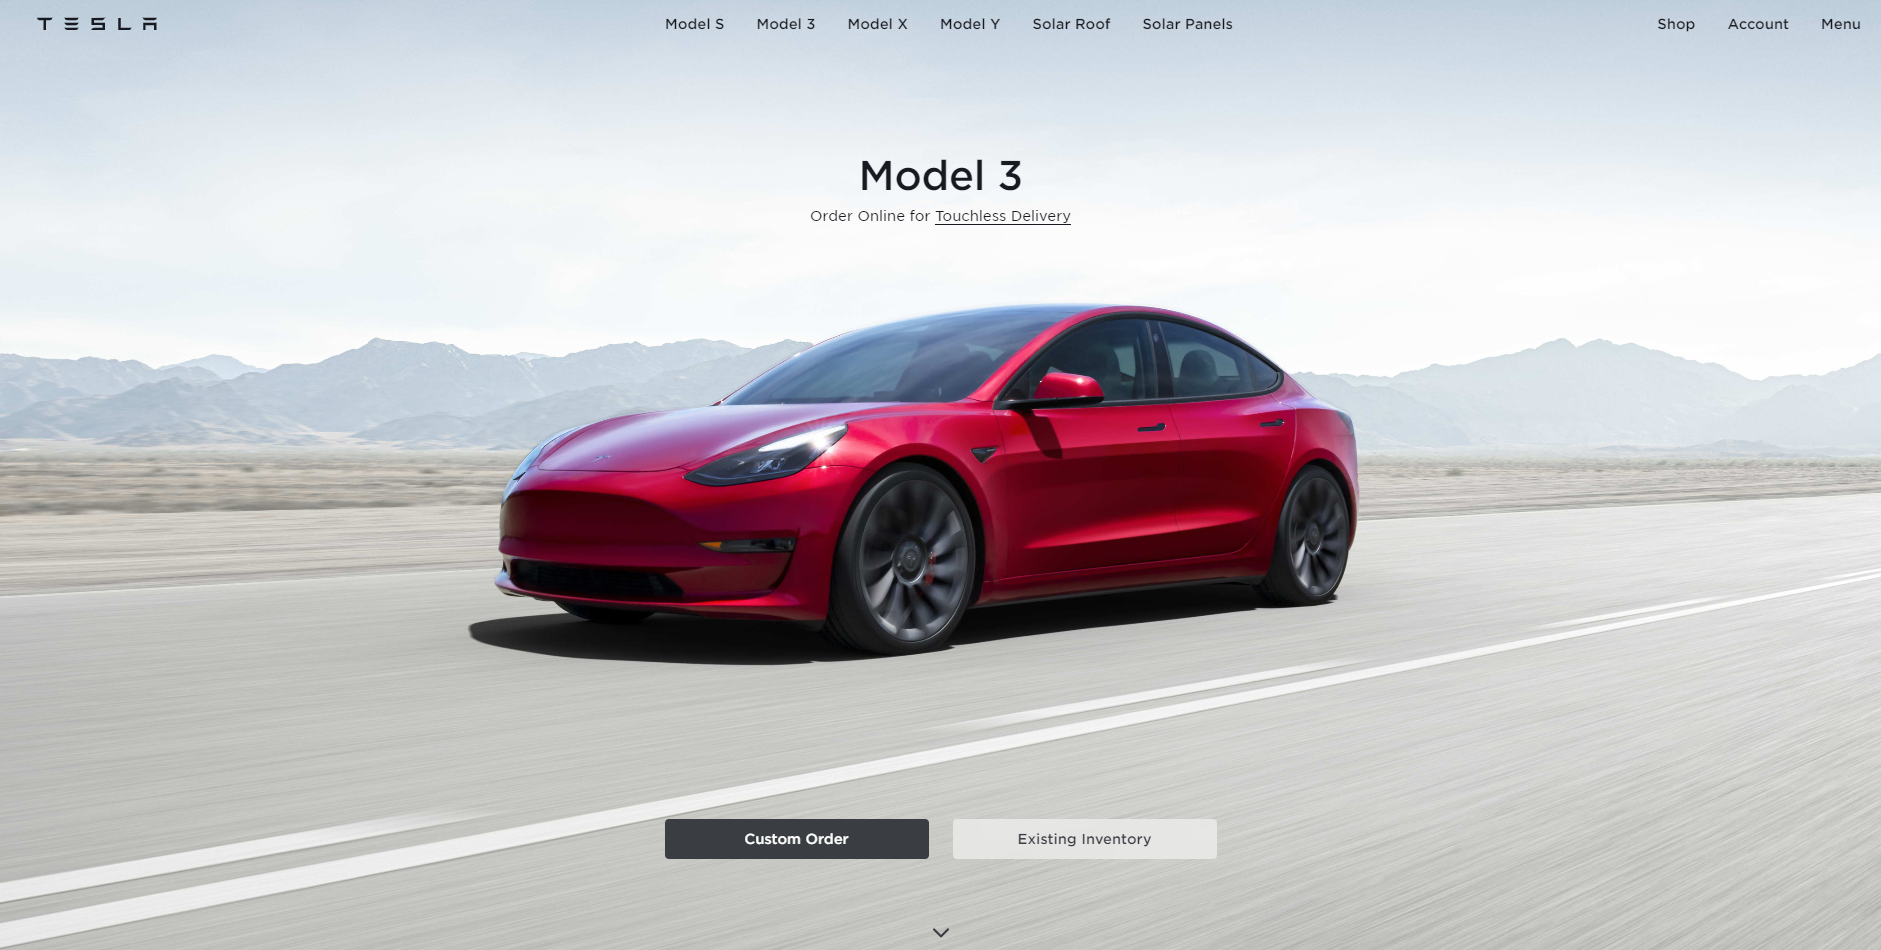 TESLA
Model S
Model 3
Model X
Model Y
Solar Roof
Solar Panels
Shop
Account
Menu
Model 3
Order Online for Touchless Delivery
Custom Order
Existing Inventory